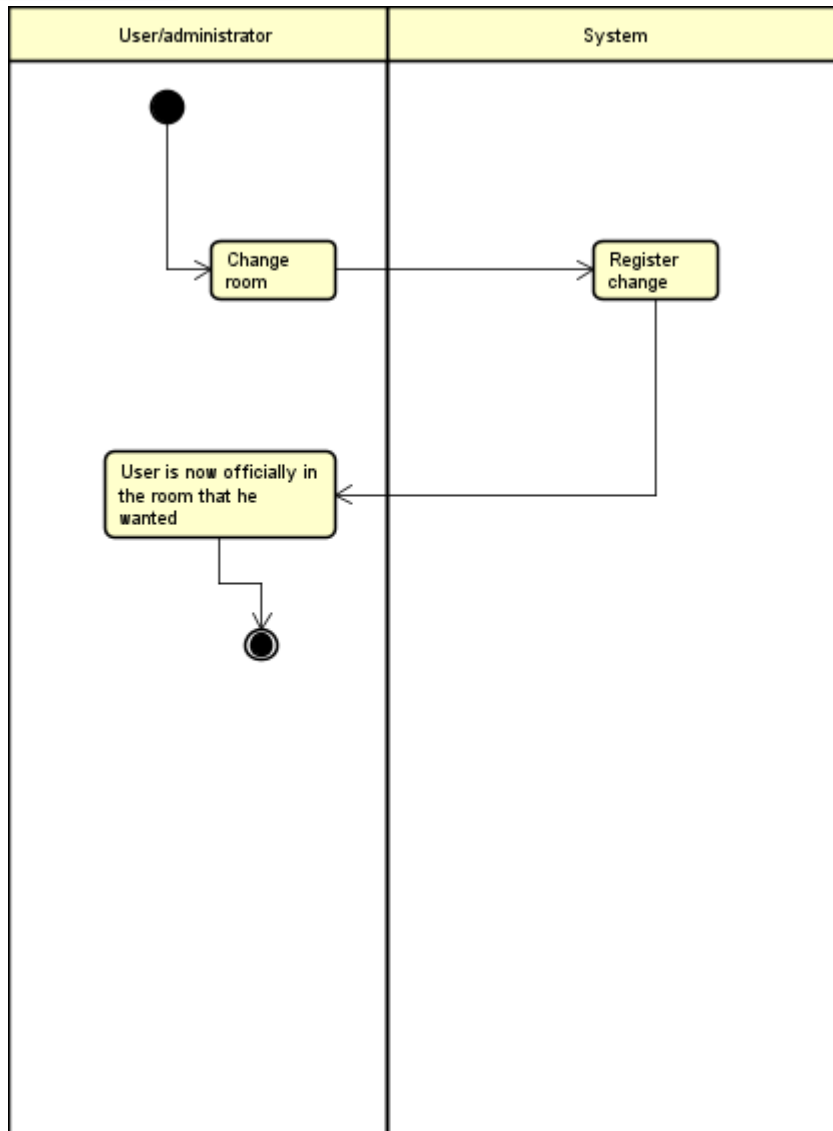 User/administrator
System
Change
room
Register
change
User is now officially in
the room that he
wanted